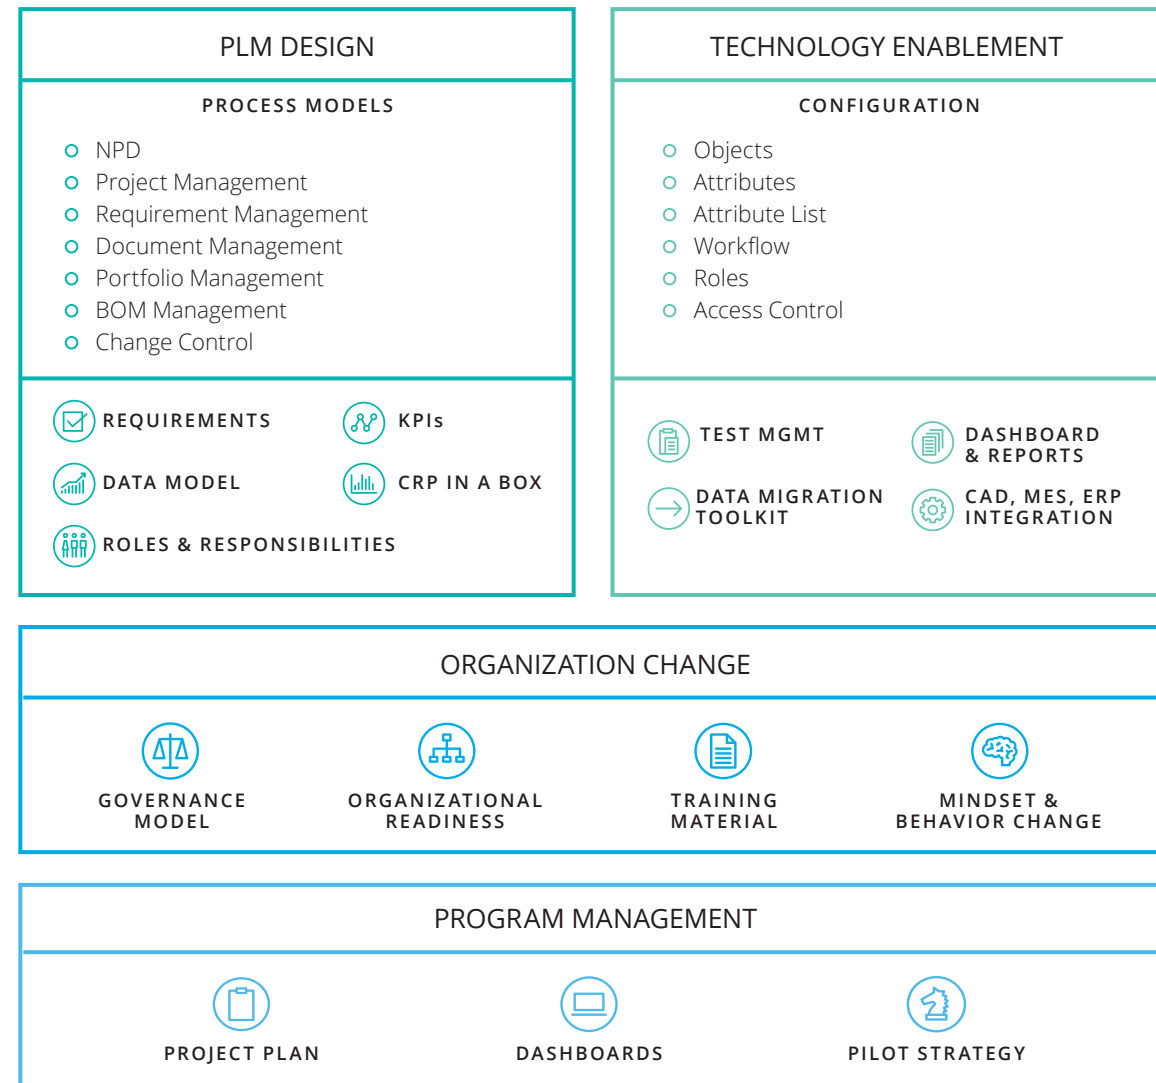 PLM DESIGN
PROCESS MODELS
NPD
Project Management
Requirement Management
Document Management
Portfolio Management
BOM Management
Change Control
REQUIREMENTS
KPIs
DATA MODEL
CRP IN A BOX
ROLES & RESPONSIBILITIES
TECHNOLOGY ENABLEMENT
CONFIGURATION
Objects
Attributes
Attribute List
Workflow
Roles
Access Control
TEST MGMT
DASHBOARD
& REPORTS
DATA MIGRATION
TOOLKIT
CAD, MES, ERP
INTEGRATION
ORGANIZATION CHANGE
GOVERNANCE
MODEL
ORGANIZATIONAL
READINESS
TRAINING
MATERIAL
MINDSET &
BEHAVIOR CHANGE
PROGRAM MANAGEMENT
PROJECT PLAN
DASHBOARDS
PILOT STRATEGY